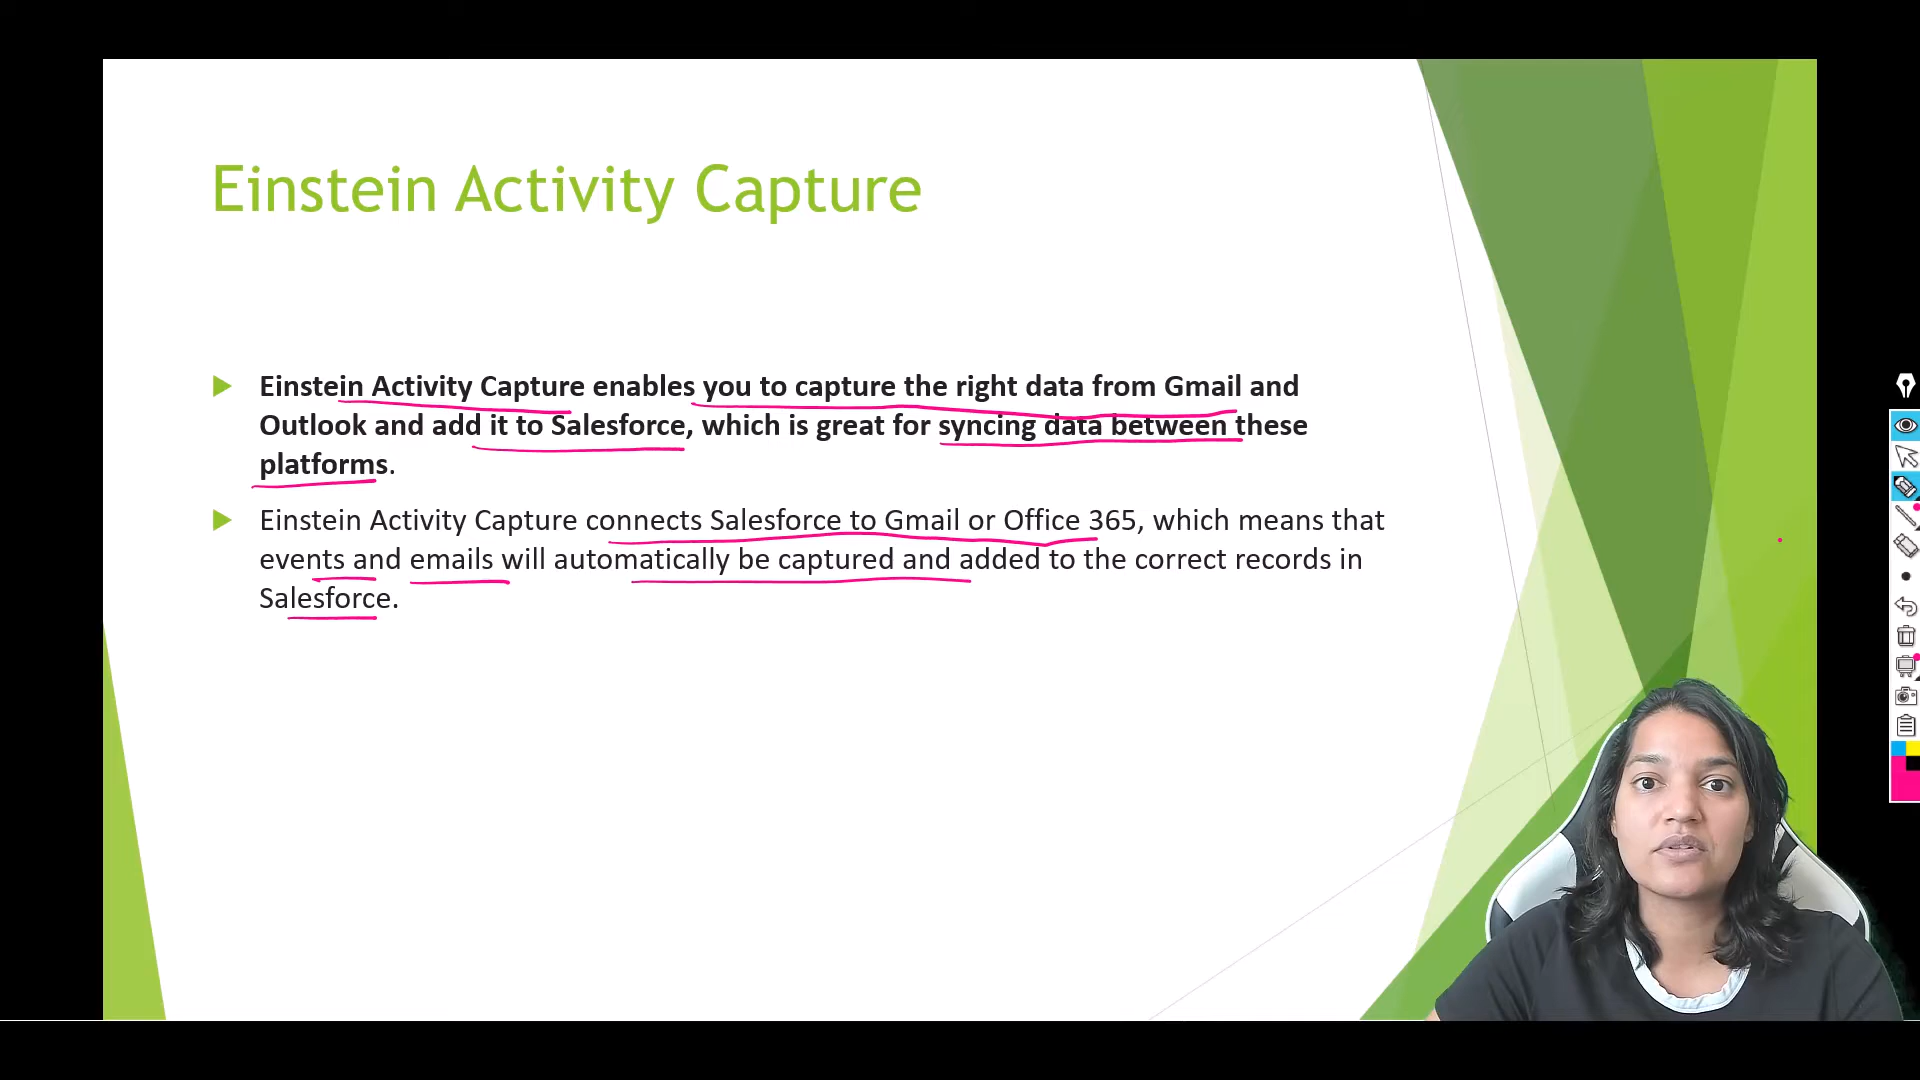 Einstein Activity Capture
Einstein Activity Capture enables you to capture the right data from Gmail and
Outlook and add it to Salesforce, which is great for syncing data between these
platforms.
Einstein Activity Capture connects Salesforce to Gmail or Office 365, which means that
events and emails will automatically be captured and added to the correct records in
Salesforce.